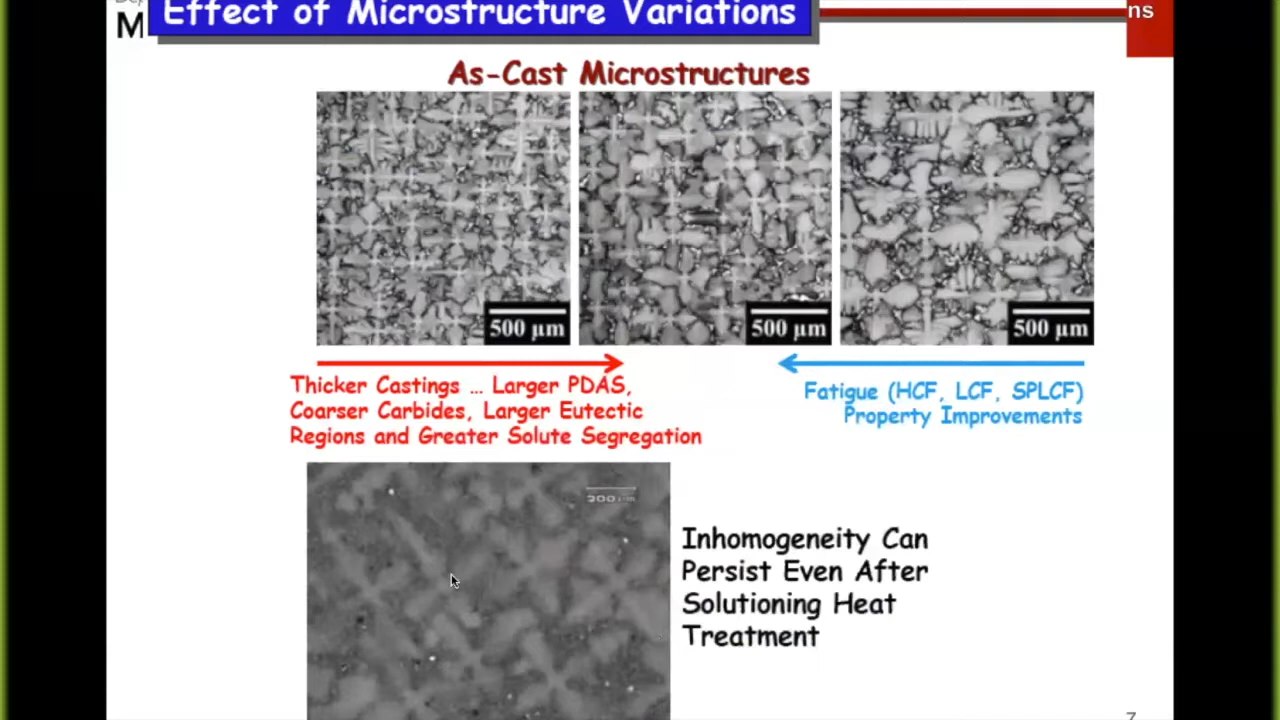 Effect of Microstructure Variations
M
ns
As-Cast Microstructures
500 µm
500 µm
500 µm
Thicker Castings ... Larger PDAS,
Coarser Carbides, Larger Eutectic
Regions and Greater Solute Segregation
Fatigue (HCF, LCF, SPLCF)
Property Improvements
Inhomogeneity Can
Persist Even After
Solutioning Heat
Treatment